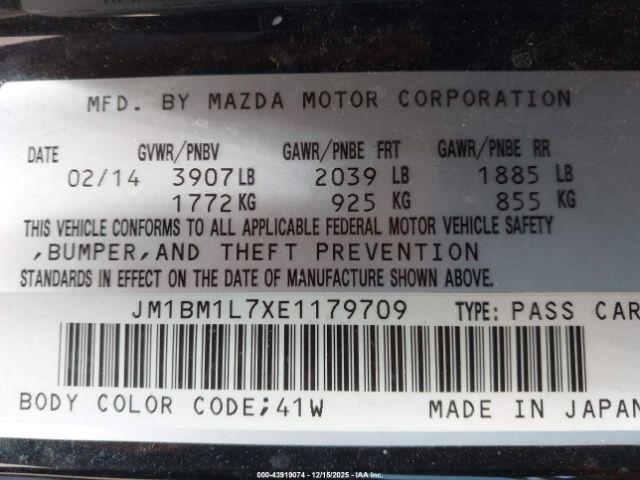 MFD. BY MAZDA MOTOR CORPORATION
DATE GVWR/PNBV GAWR/PNBE FRT GAWR/PNBE RR
02/14 3907 LB 2039 LB 1885 LB
1772 KG 925 KG 855 KG
THIS VEHICLE CONFORMS TO ALL APPLICABLE FEDERAL MOTOR VEHICLE SAFETY
,BUMPER,AND THEFT PREVENTION
STANDARDS IN EFFECT ON THE DATE OF MANUFACTURE SHOWN ABOVE.
JM1BM1L7XE1179709 TYPE: PASS CAR
BODY COLOR CODE;41W MADE IN JAPAN
000-43919074 - 12/15/2025 - IAA Inc.